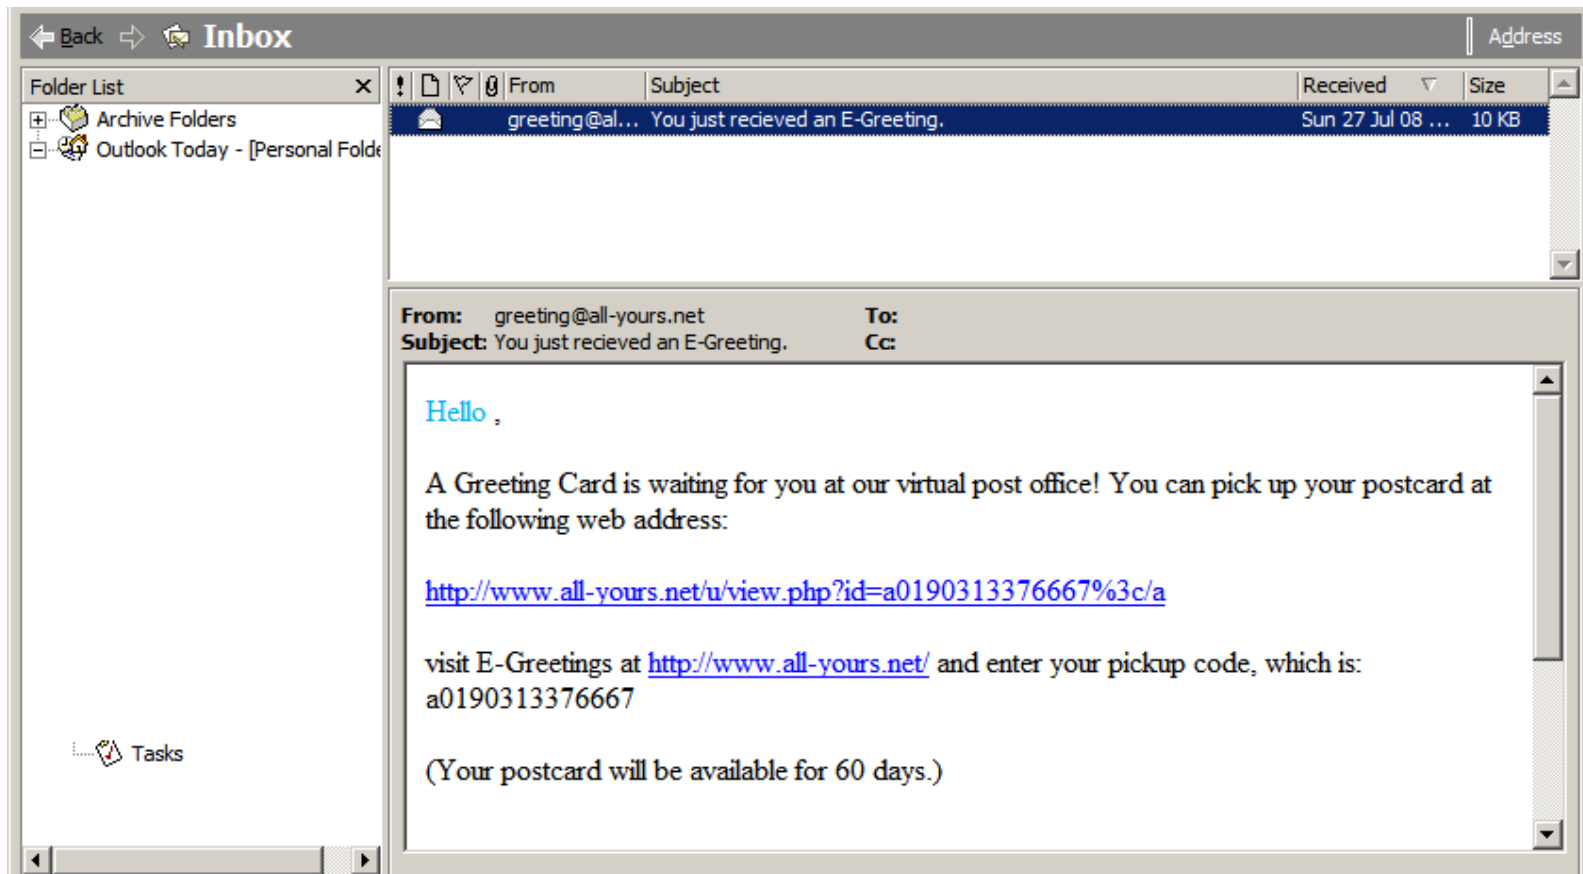 Back Inbox Address
Folder List
Archive Folders
Outlook Today - [Personal Folde
Tasks
! From Subject Received Size
greeting@al... You just recieved an E-Greeting. Sun 27 Jul 08 ... 10 KB
From: greeting@all-yours.net To:
Subject: You just recieved an E-Greeting. Cc:
Hello ,
A Greeting Card is waiting for you at our virtual post office! You can pick up your postcard at
the following web address:
http://www.all-yours.net/u/view.php?id=a0190313376667%3c/a
visit E-Greetings at http://www.all-yours.net/ and enter your pickup code, which is:
a0190313376667
(Your postcard will be available for 60 days.)